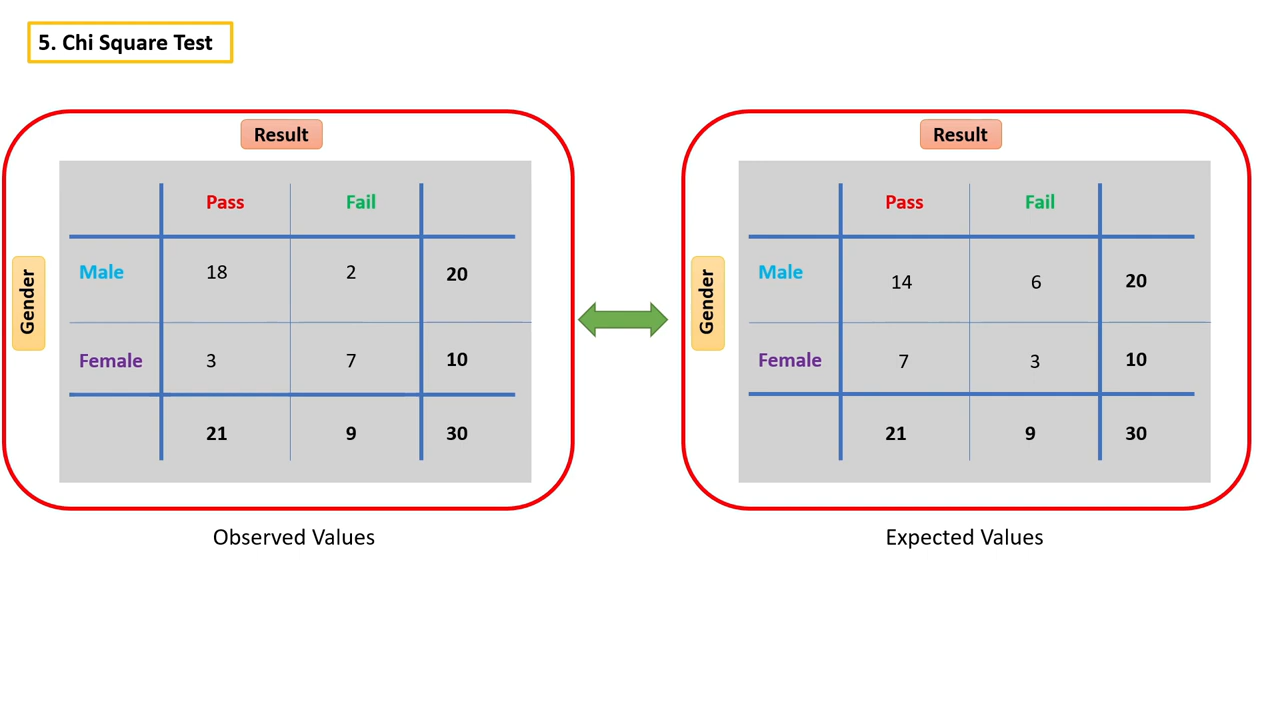 5. Chi Square Test
Result
Pass Fail
Male 18 2 20
Gender
Female 3 7 10
21 9 30
Observed Values
Result
Pass Fail
Male 14 6 20
Gender
Female 7 3 10
21 9 30
Expected Values